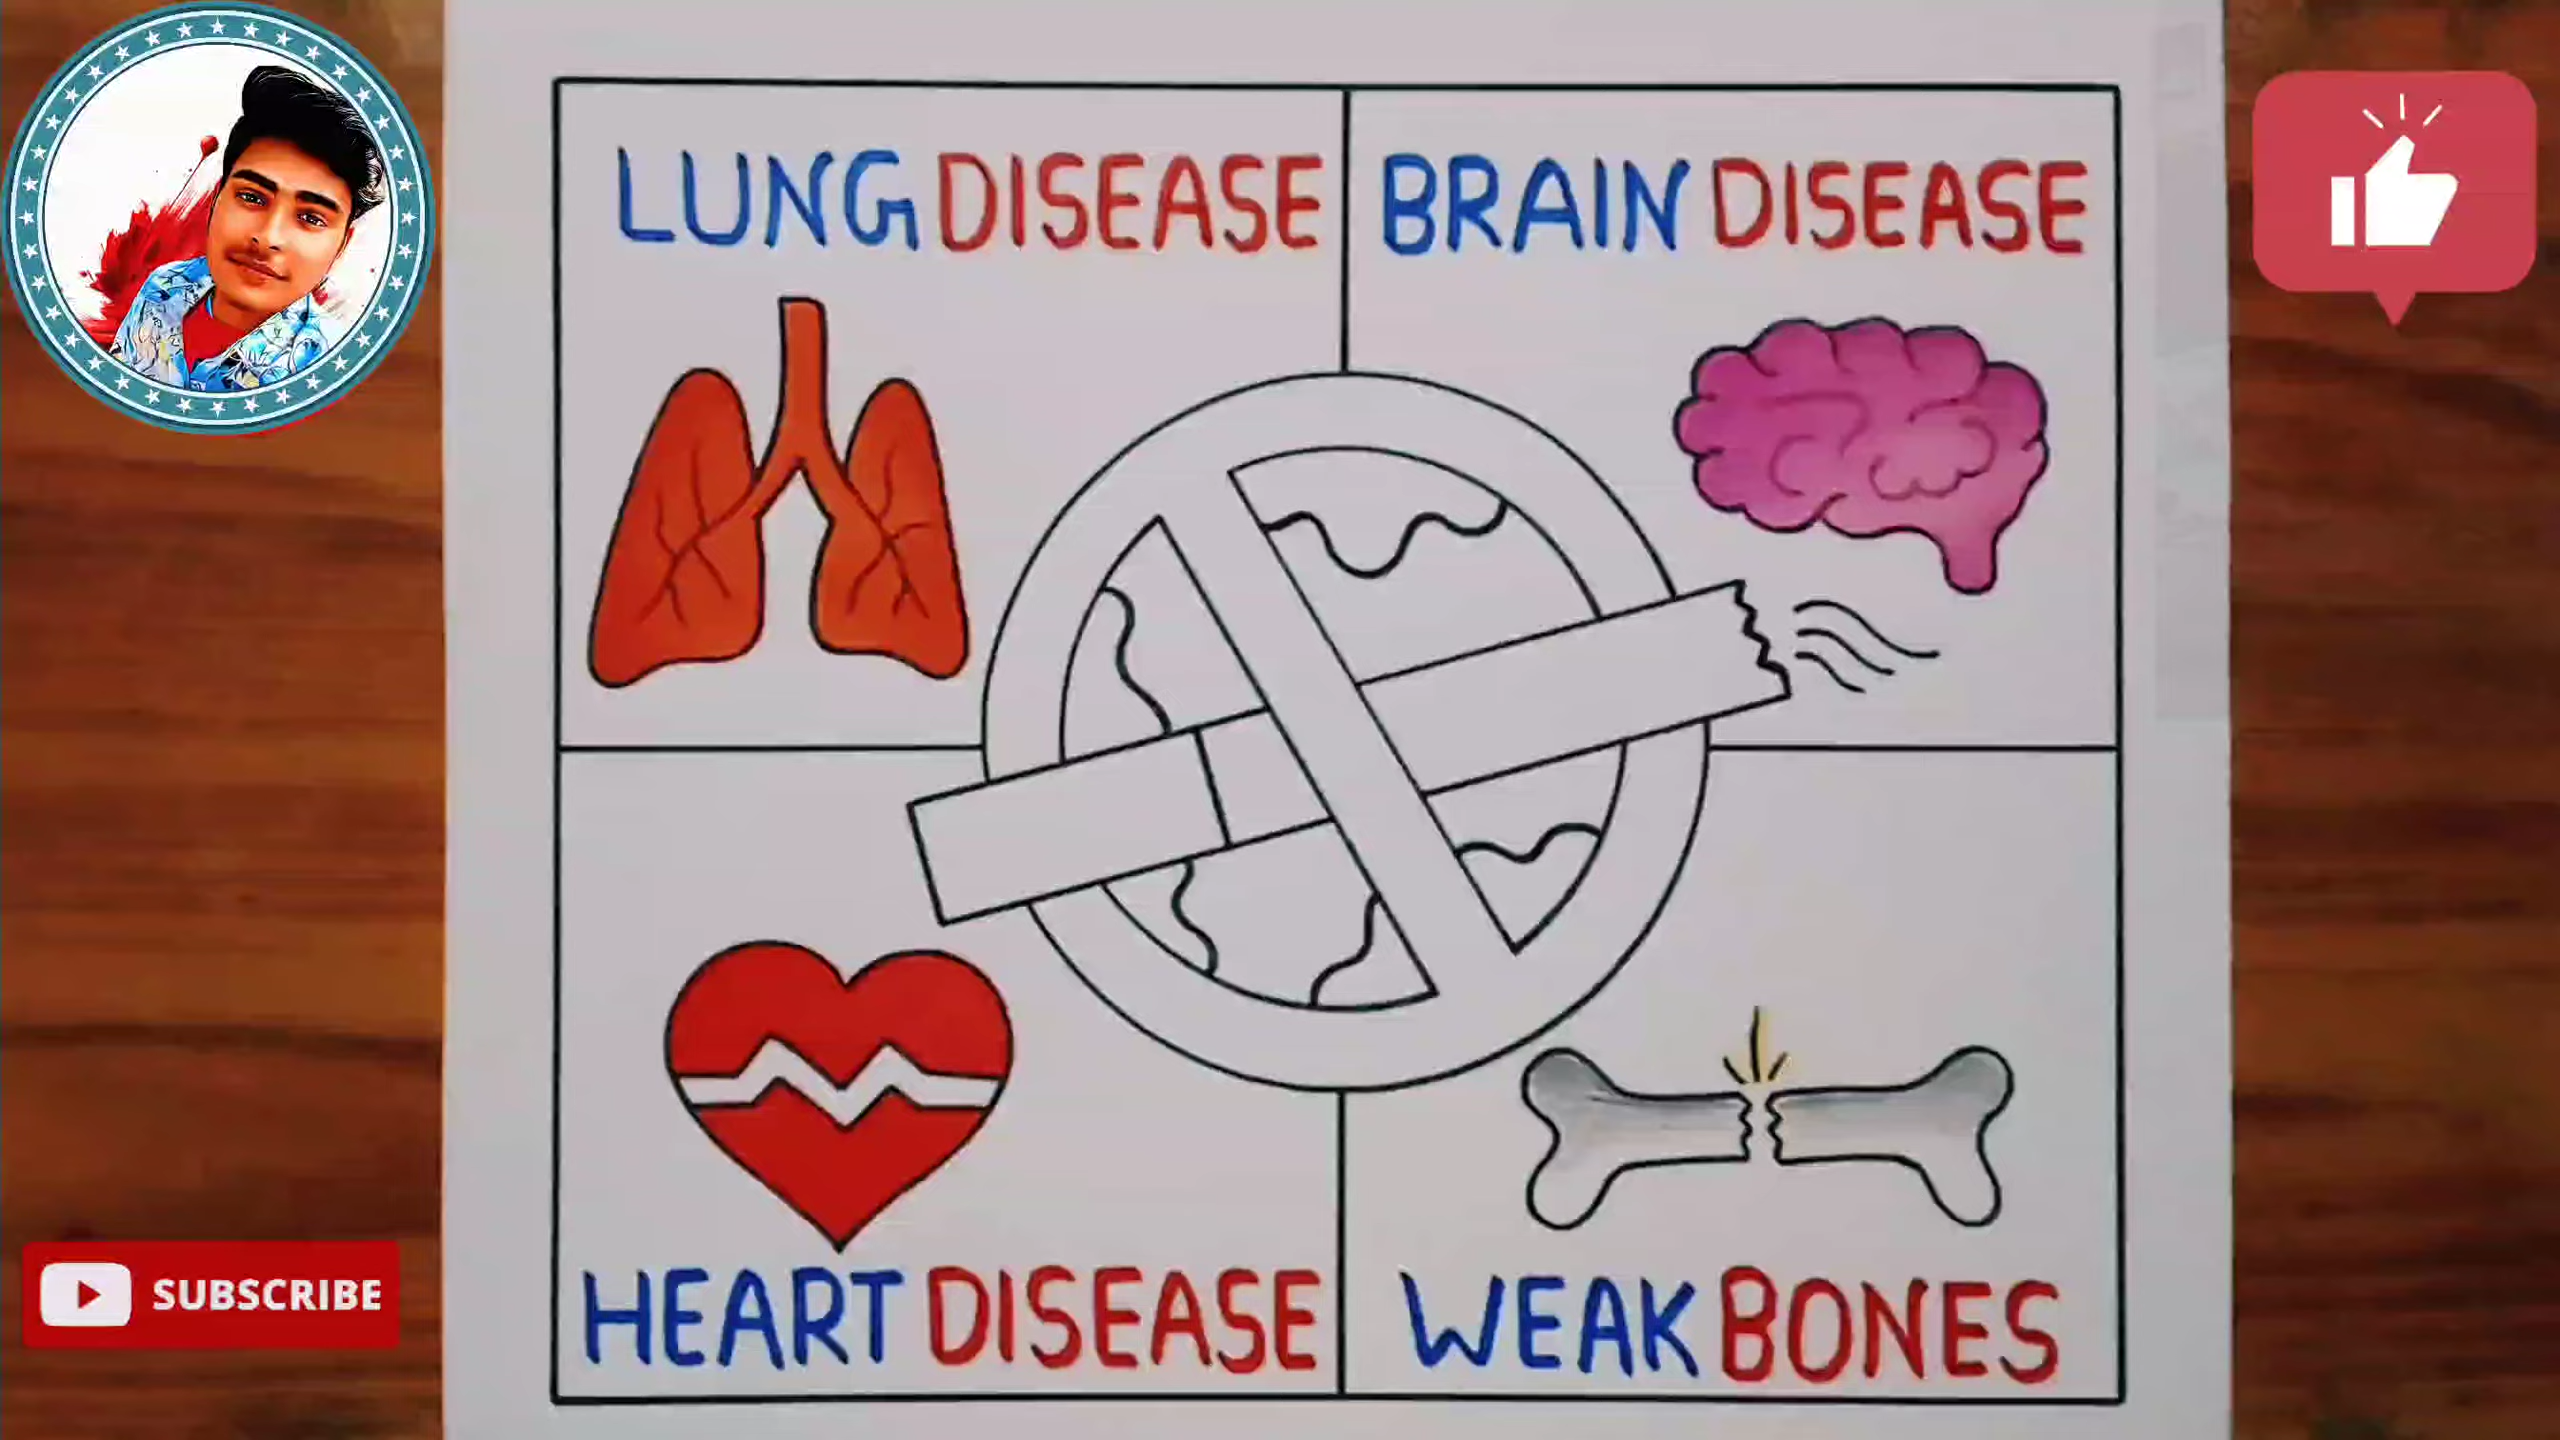 LUNG DISEASE
BRAIN DISEASE
HEART DISEASE
WEAK BONES
SUBSCRIBE